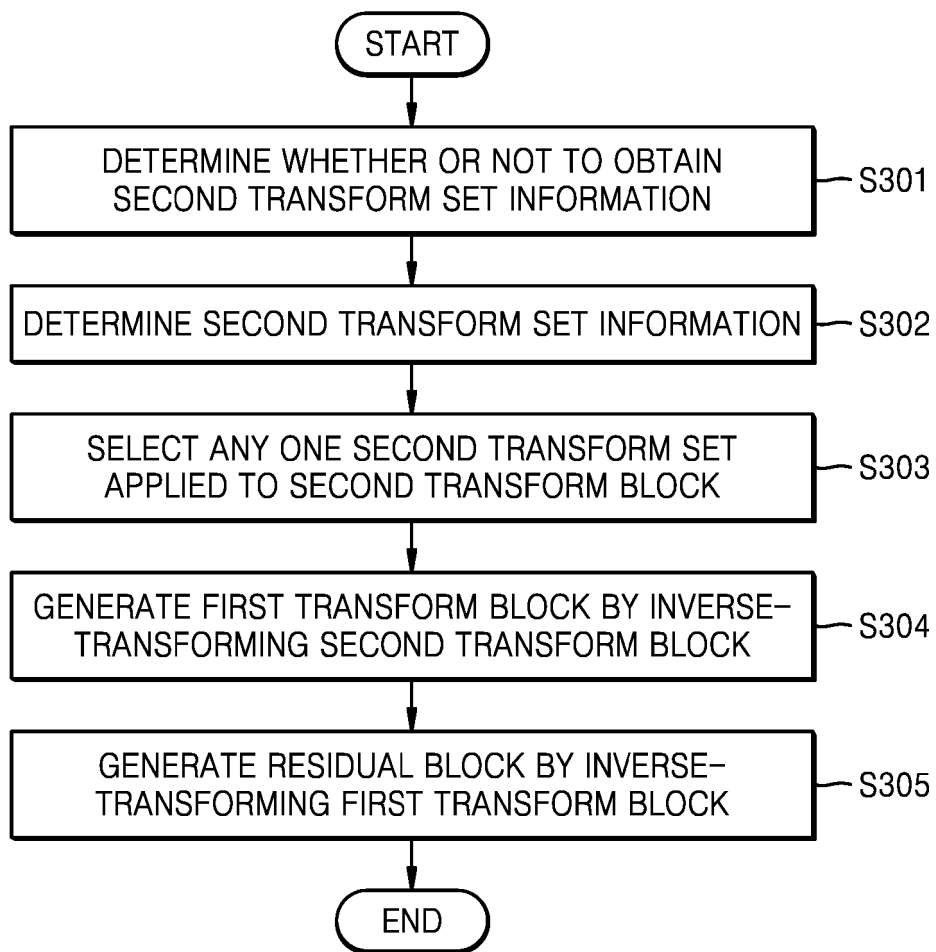 START
DETERMINE WHETHER OR NOT TO OBTAIN
SECOND TRANSFORM SET INFORMATION
S301
DETERMINE SECOND TRANSFORM SET INFORMATION
S302
SELECT ANY ONE SECOND TRANSFORM SET
APPLIED TO SECOND TRANSFORM BLOCK
S303
GENERATE FIRST TRANSFORM BLOCK BY INVERSE-
TRANSFORMING SECOND TRANSFORM BLOCK
S304
GENERATE RESIDUAL BLOCK BY INVERSE-
TRANSFORMING FIRST TRANSFORM BLOCK
S305
END